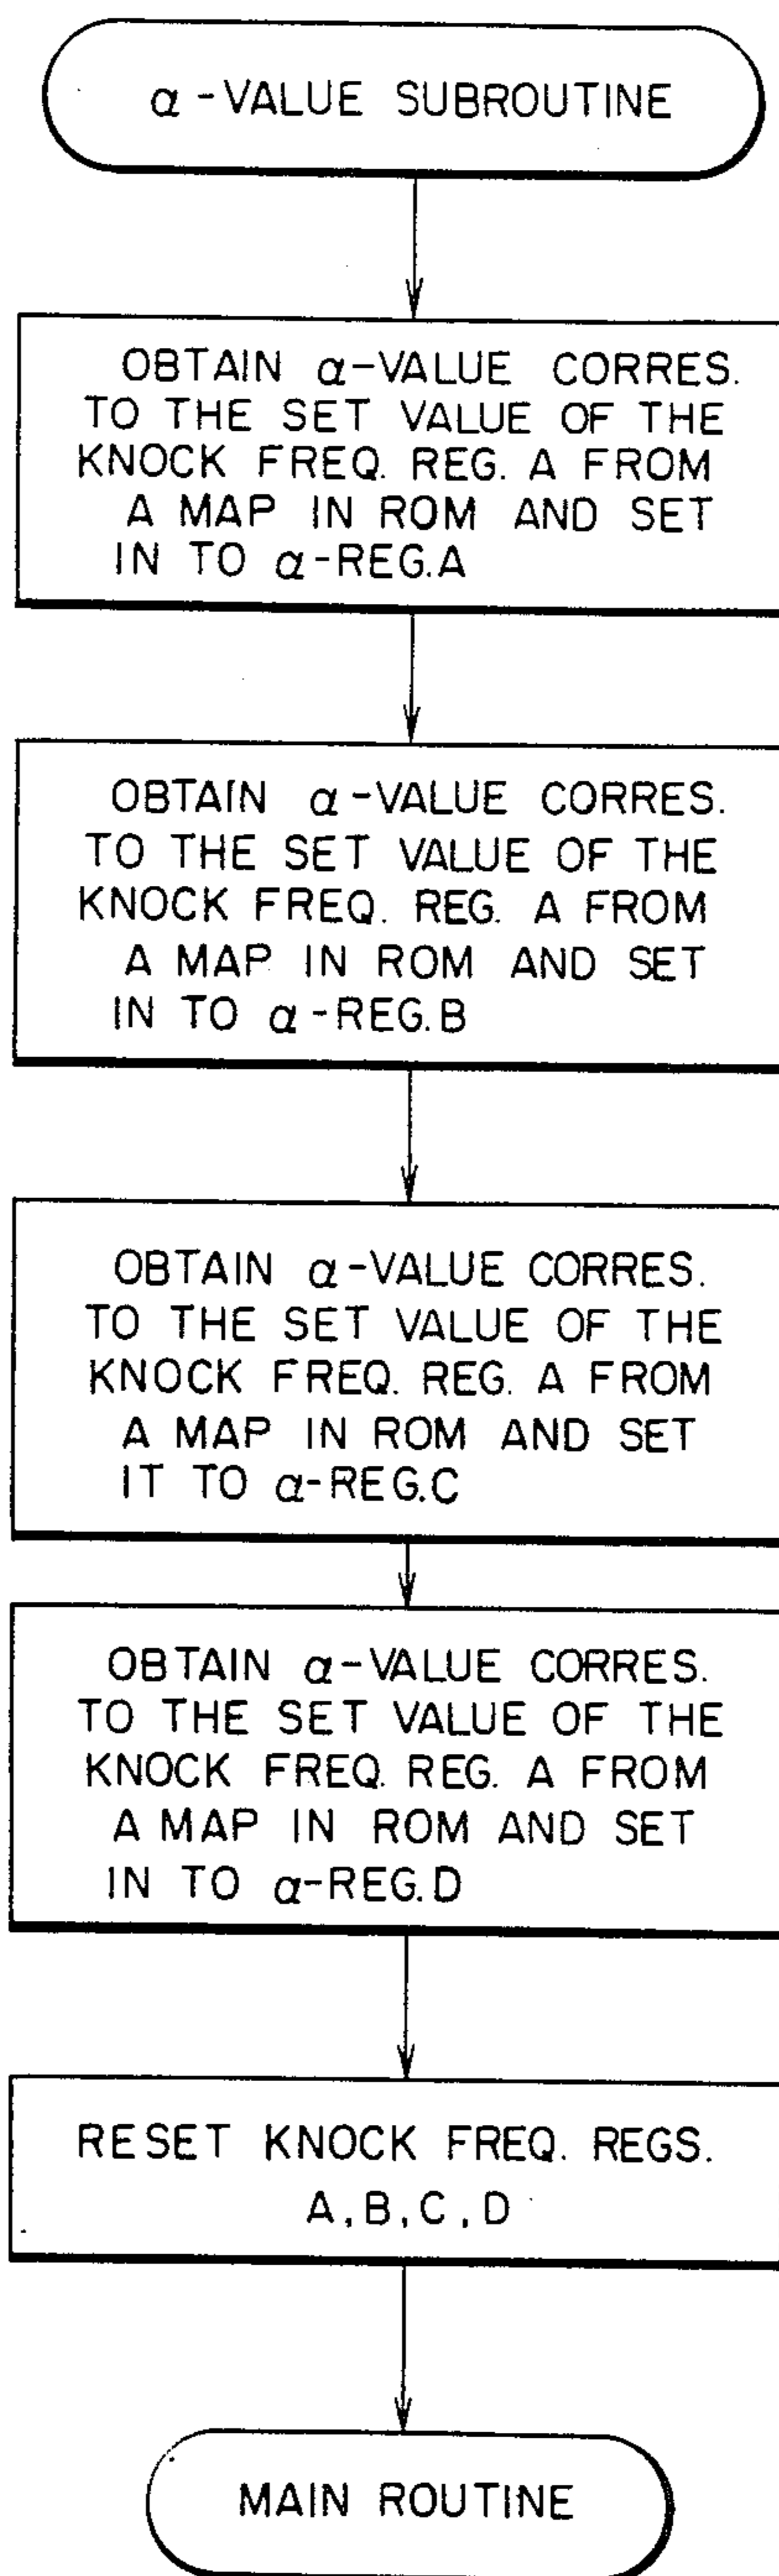 α-VALUE SUBROUTINE
OBTAIN α-VALUE CORRES.
TO THE SET VALUE OF THE
KNOCK FREQ. REG. A FROM
A MAP IN ROM AND SET
IN TO α-REG.A
OBTAIN α-VALUE CORRES.
TO THE SET VALUE OF THE
KNOCK FREQ. REG. A FROM
A MAP IN ROM AND SET
IN TO α-REG.B
OBTAIN α-VALUE CORRES.
TO THE SET VALUE OF THE
KNOCK FREQ. REG. A FROM
A MAP IN ROM AND SET
IT TO α-REG.C
OBTAIN α-VALUE CORRES.
TO THE SET VALUE OF THE
KNOCK FREQ. REG. A FROM
A MAP IN ROM AND SET
IN TO α-REG.D
RESET KNOCK FREQ. REGS.
A, B, C, D
MAIN ROUTINE